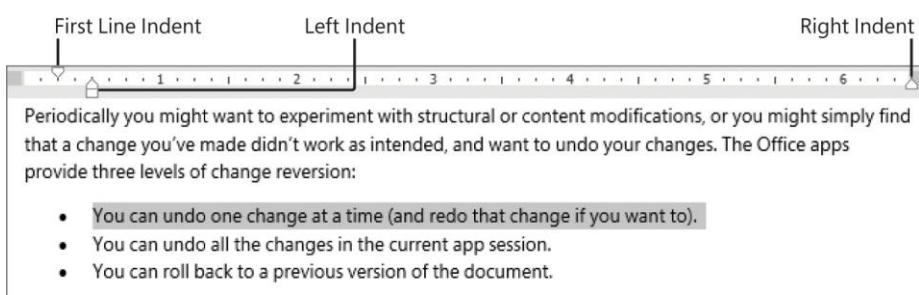 First Line Indent Left Indent Right Indent
1 2 3 4 5 6
Periodically you might want to experiment with structural or content modifications, or you might simply find
that a change you've made didn't work as intended, and want to undo your changes. The Office apps
provide three levels of change reversion:
• You can undo one change at a time (and redo that change if you want to).
• You can undo all the changes in the current app session.
• You can roll back to a previous version of the document.